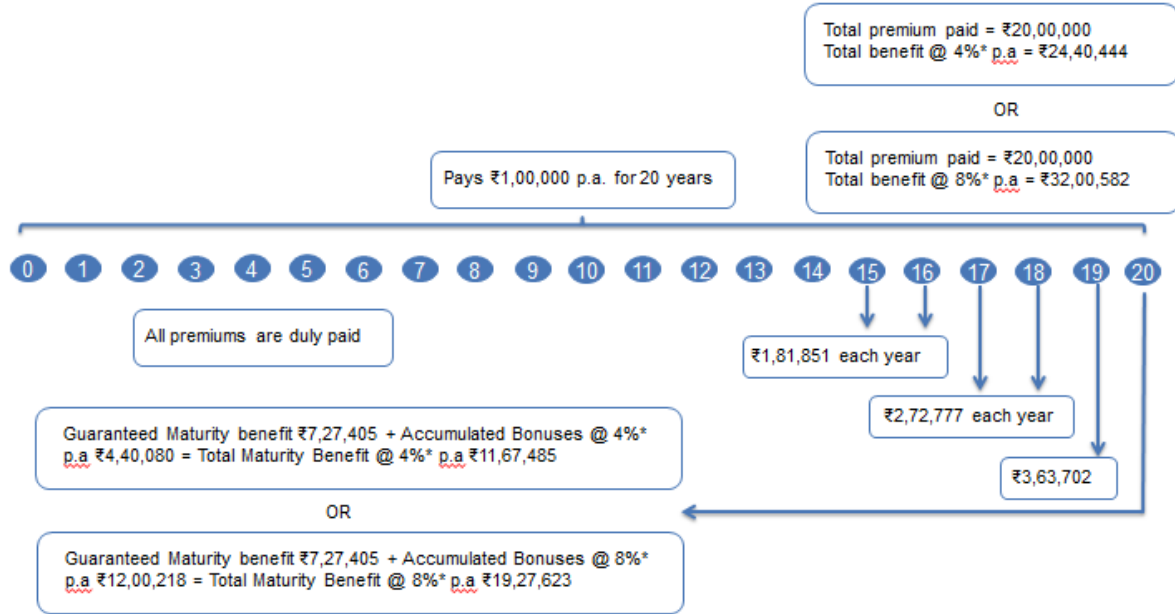 Total premium paid = ₹20,00,000
Total benefit @ 4%* p.a = ₹24,40,444
OR
Total premium paid = ₹20,00,000
Total benefit @ 8%* p.a = ₹32,00,582
Pays ₹1,00,000 p.a. for 20 years
0 1 2 3 4 5 6 7 8 9 10 11 12 13 14 15 16 17 18 19 20
All premiums are duly paid
₹1,81,851 each year
₹2,72,777 each year
₹3,63,702
Guaranteed Maturity benefit ₹7,27,405 + Accumulated Bonuses @ 4%*
p.a ₹4,40,080 = Total Maturity Benefit @ 4%* p.a ₹11,67,485
OR
Guaranteed Maturity benefit ₹7,27,405 + Accumulated Bonuses @ 8%*
p.a ₹12,00,218 = Total Maturity Benefit @ 8%* p.a ₹19,27,623